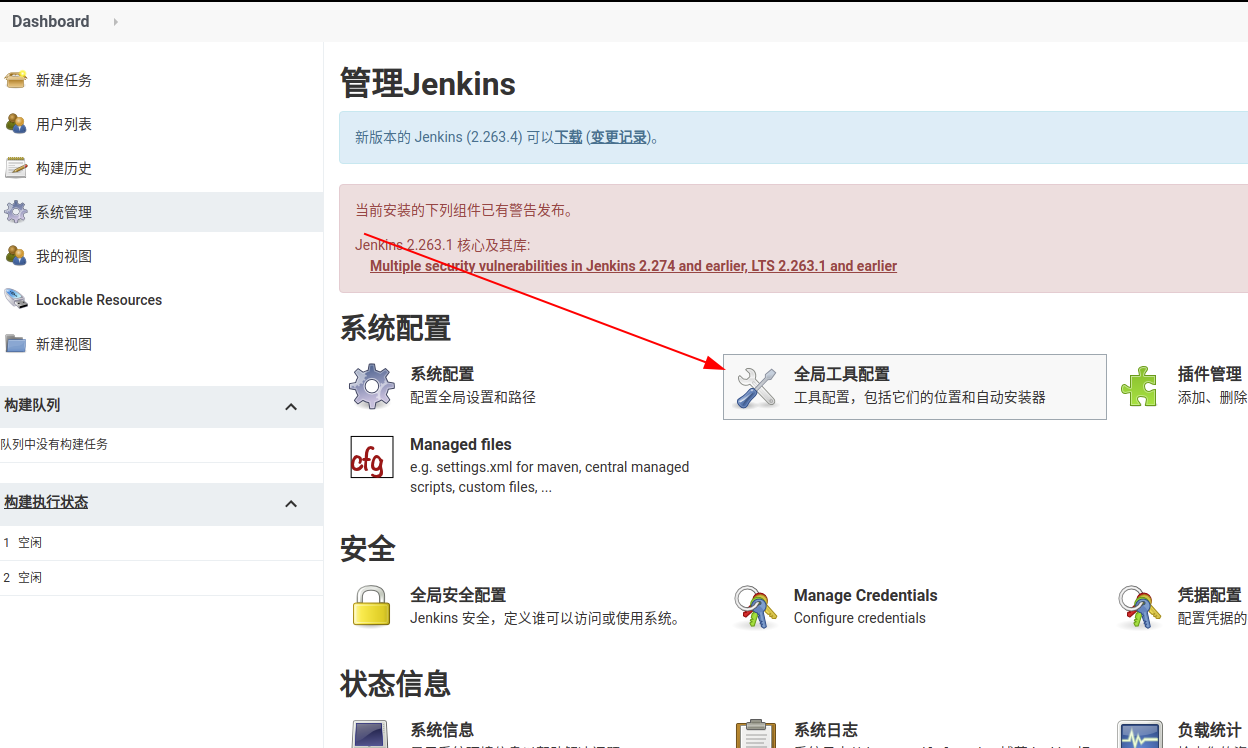 Dashboard
新建任务
用户列表
构建历史
系统管理
我的视图
Lockable Resources
新建视图
构建队列
队列中没有构建任务
构建执行状态
1 空闲
2 空闲
管理Jenkins
新版本的 Jenkins (2.263.4) 可以下载 (变更记录)。
当前安装的下列组件已有警告发布。
Jenkins 2.263.1 核心及其库:
Multiple security vulnerabilities in Jenkins 2.274 and earlier, LTS 2.263.1 and earlier
系统配置
系统配置
配置全局设置和路径
全局工具配置
工具配置，包括它们的位置和自动安装器
插件管理
添加、删除
cfg
Managed files
e.g. settings.xml for maven, central managed
scripts, custom files, ...
安全
全局安全配置
Jenkins 安全，定义谁可以访问或使用系统。
Manage Credentials
Configure credentials
凭据配置
配置凭据的
状态信息
系统信息
系统日志
负载统计